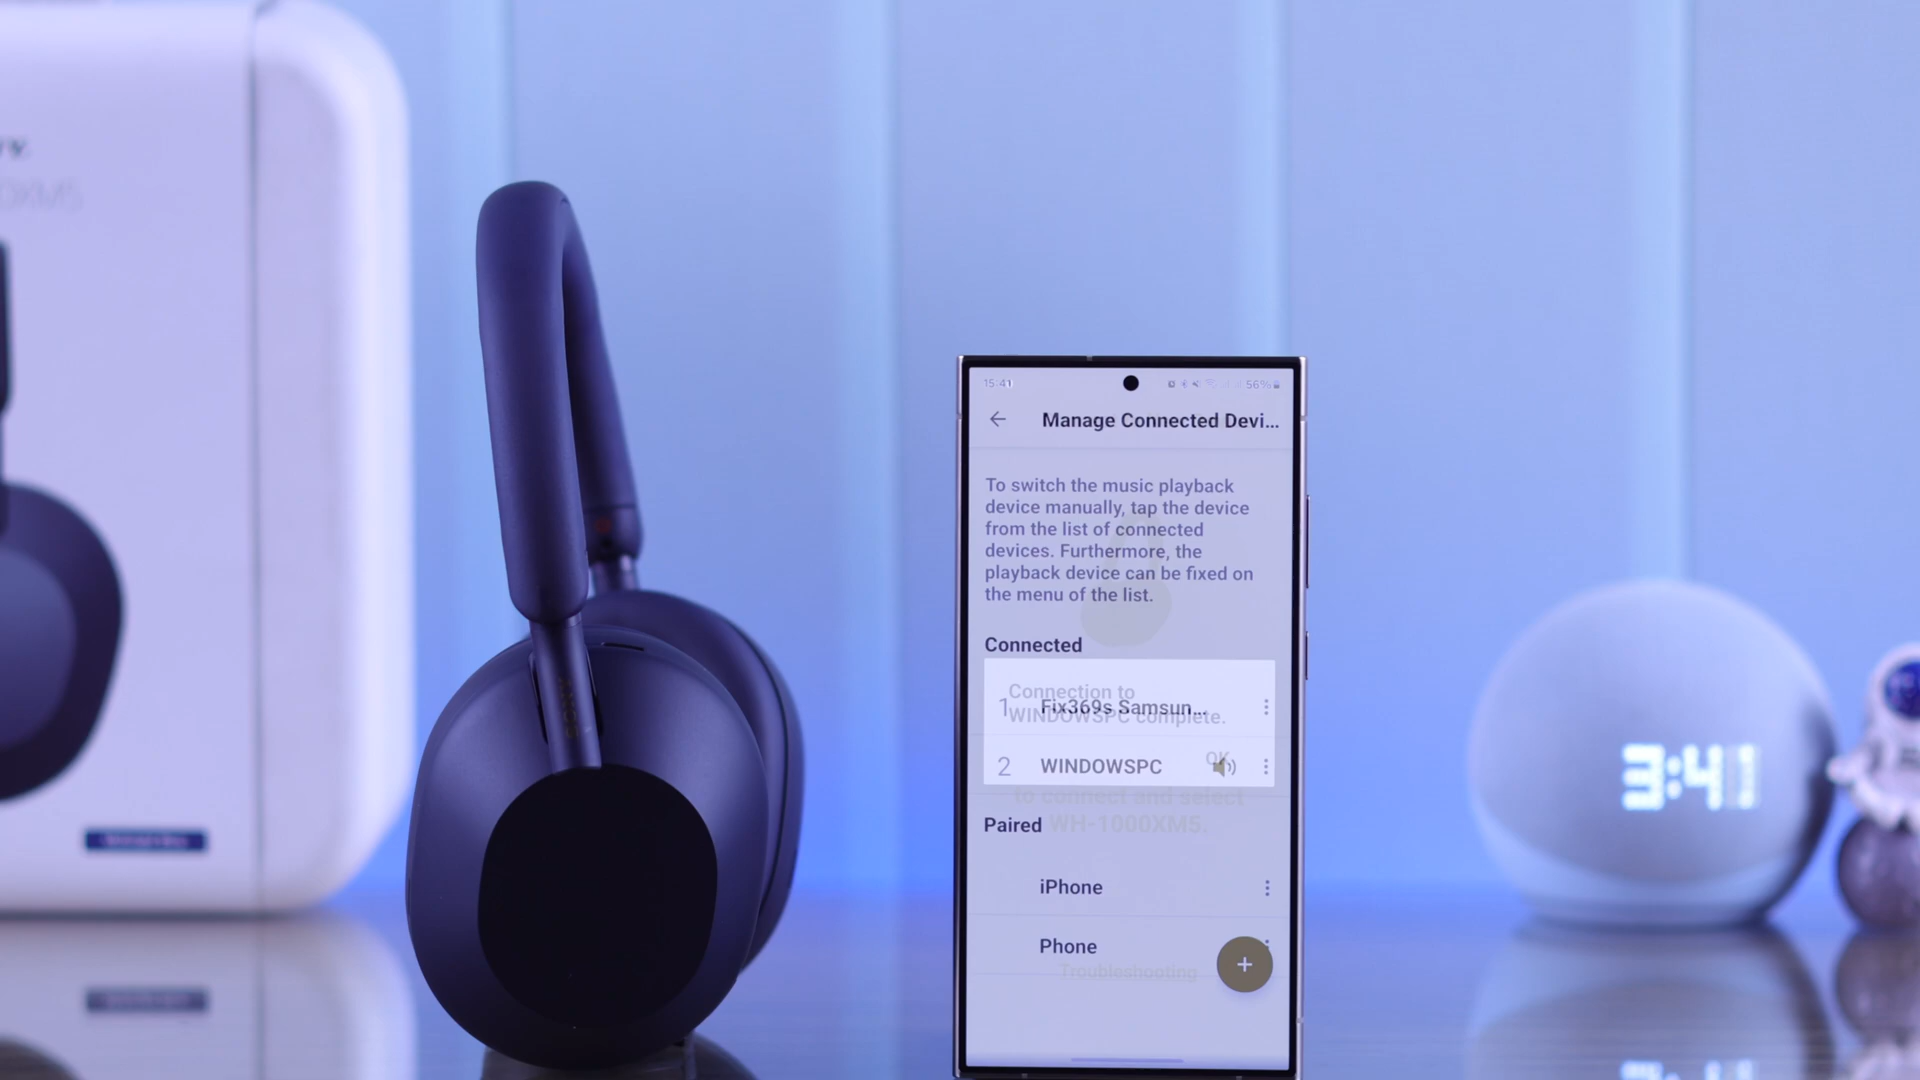 15:41
56%
Manage Connected Devi...
To switch the music playback
device manually, tap the device
from the list of connected
devices. Furthermore, the
playback device can be fixed on
the menu of the list.
Connected
Connection to
WINDOWSPC complete.
1 Fix369s Samsun...
OK
2 WINDOWSPC
to connect and select
WH-1000XM5.
Paired
iPhone
Phone
Troubleshooting
+
SONY
3:41